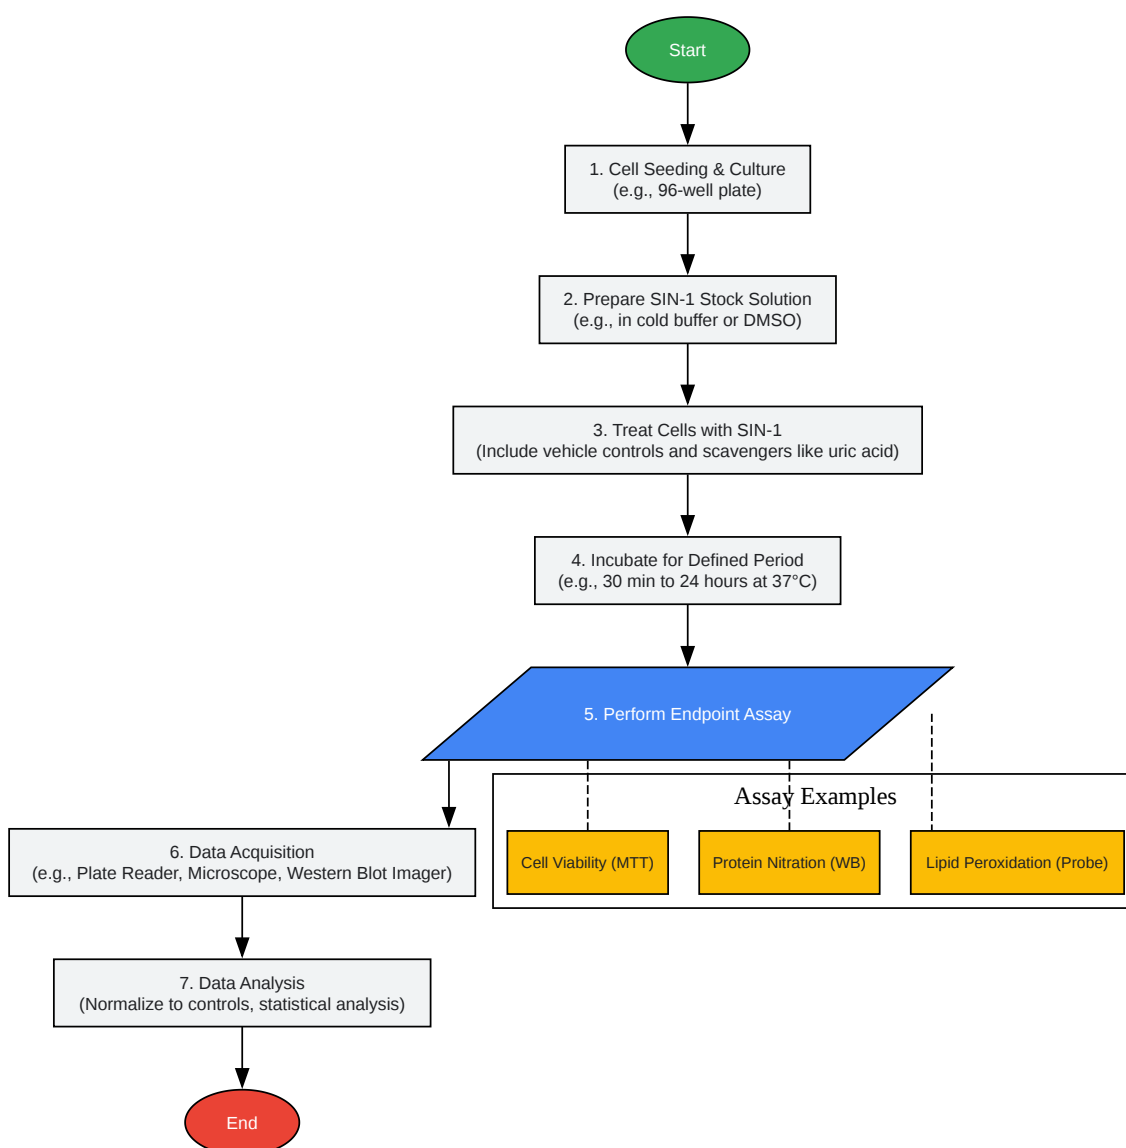 Start
1. Cell Seeding & Culture
(e.g., 96-well plate)
2. Prepare SIN-1 Stock Solution
(e.g., in cold buffer or DMSO)
3. Treat Cells with SIN-1
(Include vehicle controls and scavengers like uric acid)
4. Incubate for Defined Period
(e.g., 30 min to 24 hours at 37°C)
5. Perform Endpoint Assay
Assay Examples
Cell Viability (MTT)
Protein Nitration (WB)
Lipid Peroxidation (Probe)
6. Data Acquisition
(e.g., Plate Reader, Microscope, Western Blot Imager)
7. Data Analysis
(Normalize to controls, statistical analysis)
End